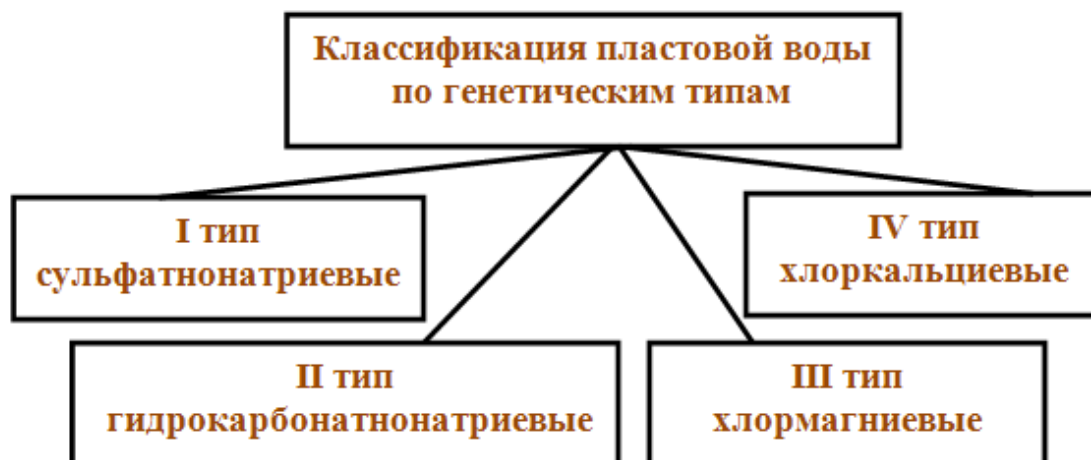 Классификация пластовой воды
по генетическим типам
I тип
сульфатнонатриевые
IV тип
хлоркальциевые
II тип
гидрокарбонатнонатриевые
III тип
хлормагниевые